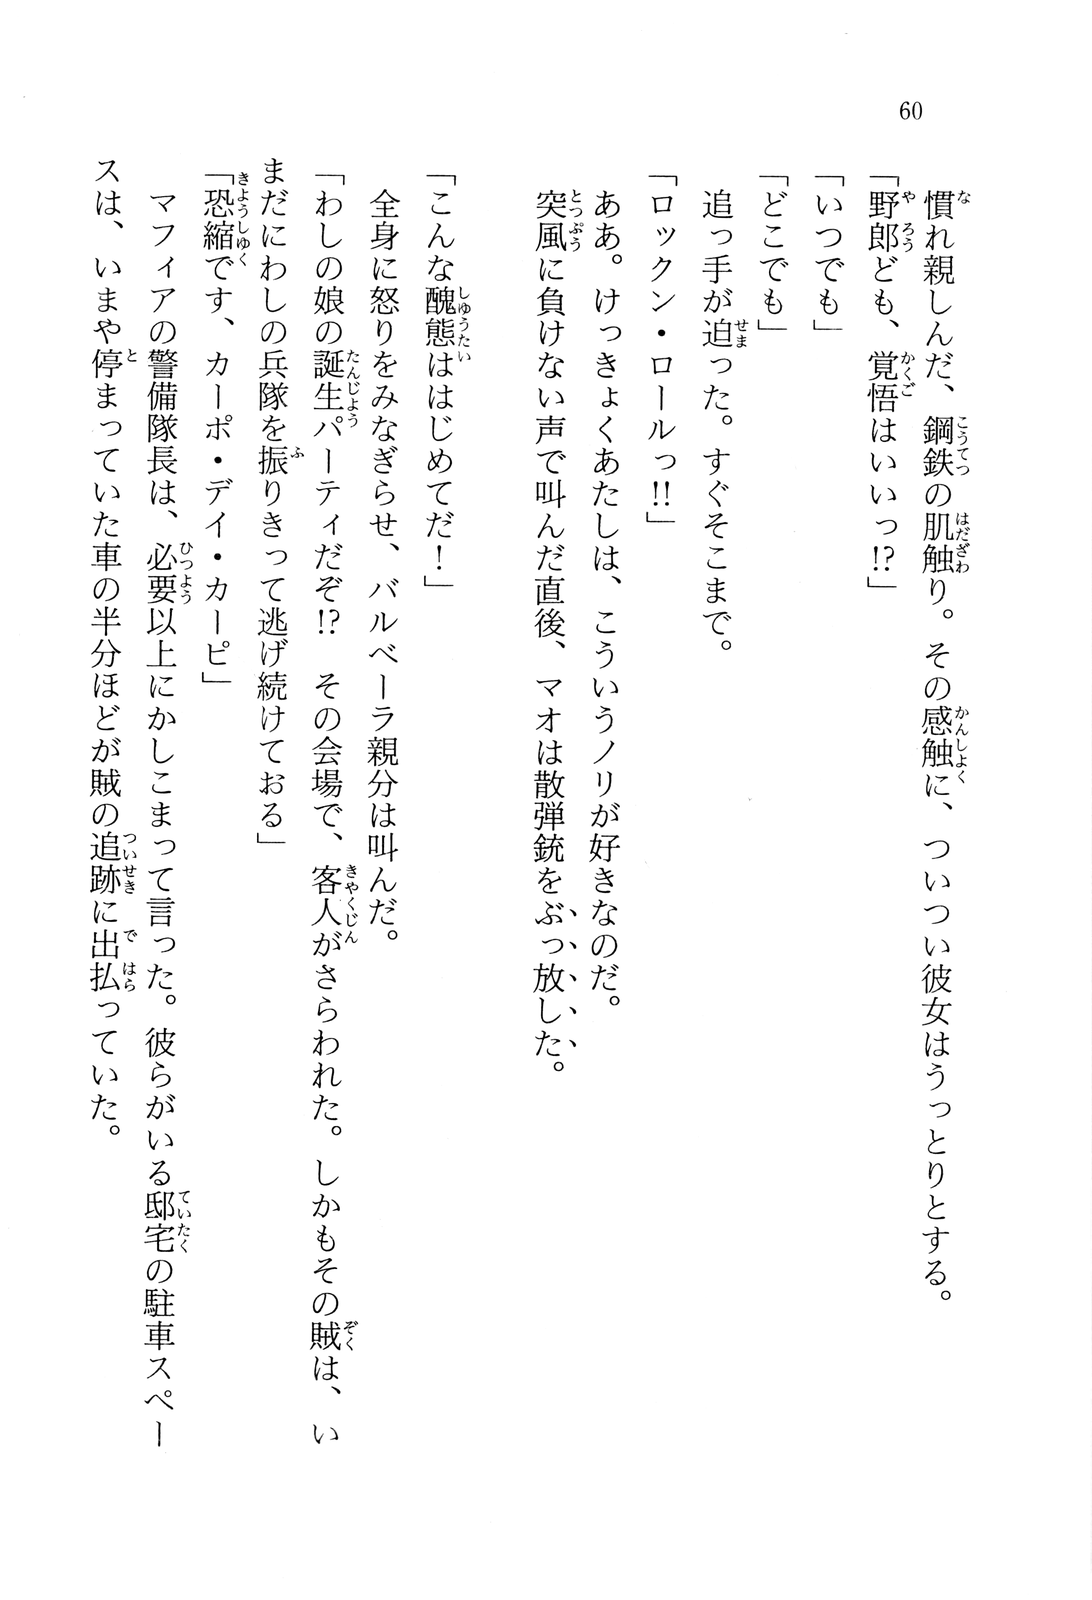 60
慣れ親しんだ、鋼鉄の肌触り。その感触に、ついつい彼女はうっとりとする。
「野郎ども、覚悟はいいっ!?」
「いつでも」
「どこでも」
追っ手が迫った。すぐそこまで。
「ロックン・ロールっ!!」
ああ。けっきょくあたしは、こういうノリが好きなのだ。
突風に負けない声で叫んだ直後、マオは散弾銃をぶっ放した。
「こんな醜態ははじめてだ！」
全身に怒りをみなぎらせ、バルベーラ親分は叫んだ。
「わしの娘の誕生パーティだぞ!?　その会場で、客人がさらわれた。しかもその賊は、い
まだにわしの兵隊を振りきって逃げ続けておる」
「恐縮です、カーポ・デイ・カーピ」
マフィアの警備隊長は、必要以上にかしこまって言った。彼らがいる邸宅の駐車スペー
スは、いまや停まっていた車の半分ほどが賊の追跡に出払っていた。